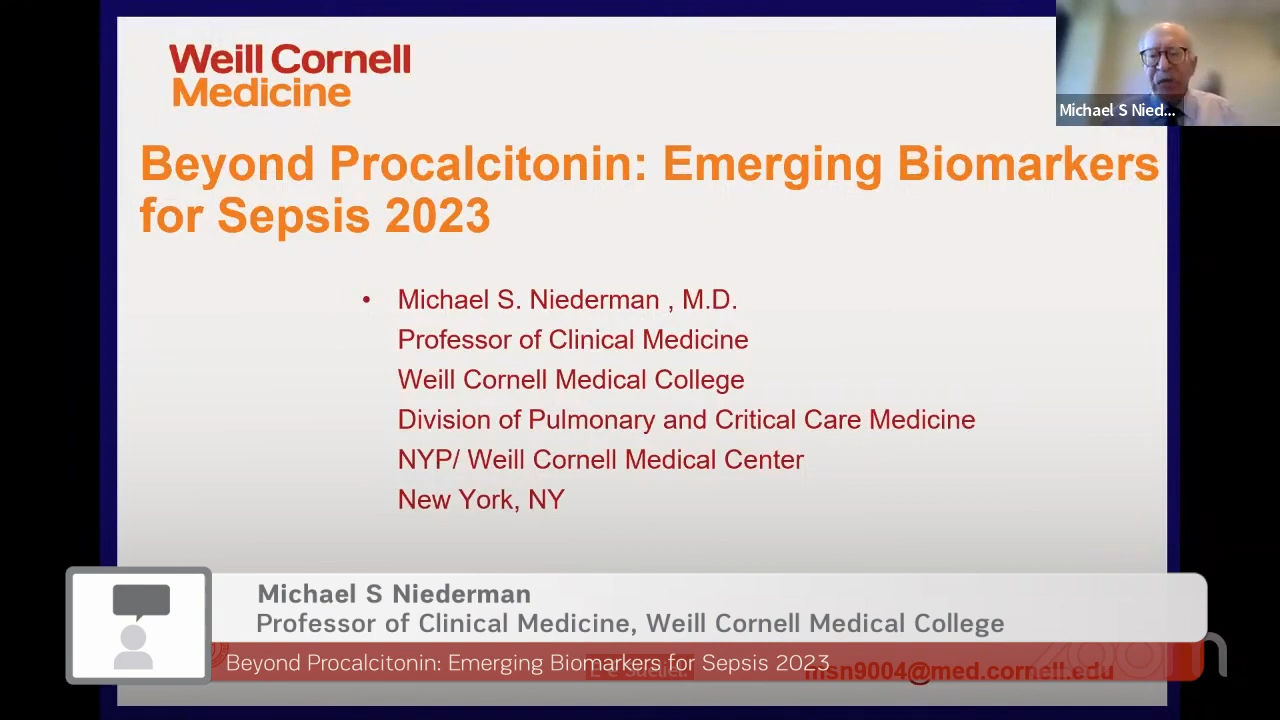 Weill Cornell
Medicine
Michael S Nied...
Beyond Procalcitonin: Emerging Biomarkers
for Sepsis 2023
• Michael S. Niederman , M.D.
Professor of Clinical Medicine
Weill Cornell Medical College
Division of Pulmonary and Critical Care Medicine
NYP/ Weill Cornell Medical Center
New York, NY
Michael S Niederman
Professor of Clinical Medicine, Weill Cornell Medical College
Beyond Procalcitonin: Emerging Biomarkers for Sepsis 2023
msn9004@med.cornell.edu
zoom